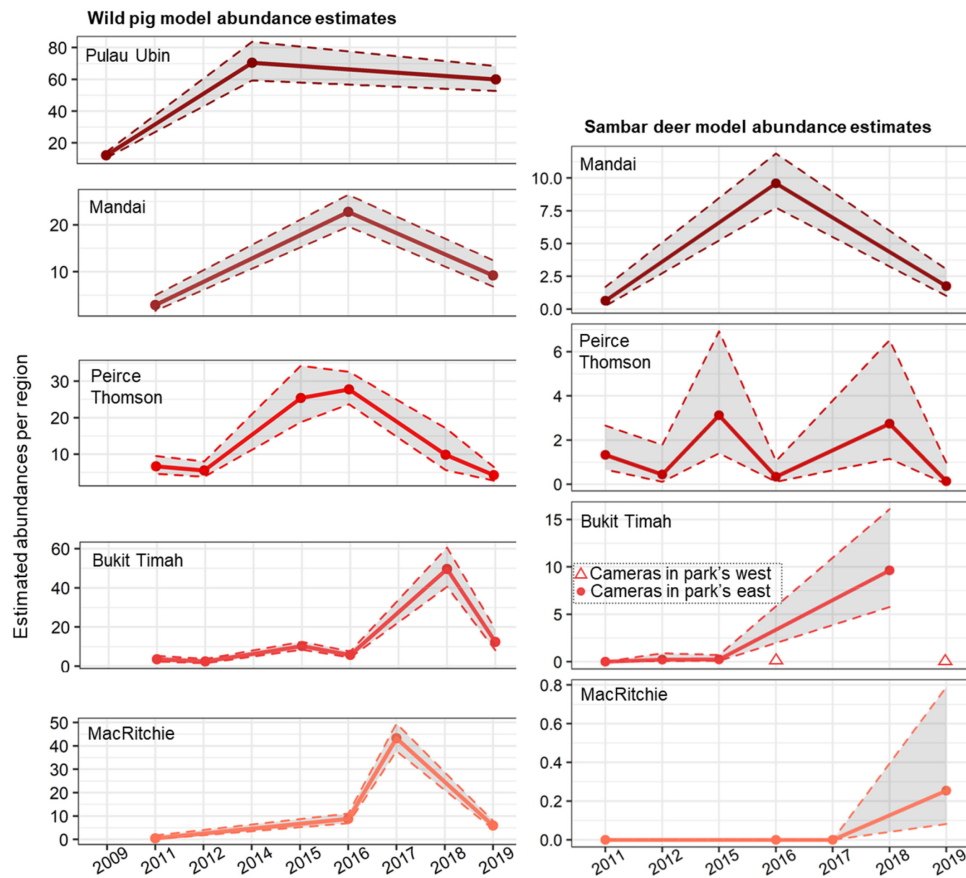 Wild pig model abundance estimates
Estimated abundances per region
Pulau Ubin
80
60
40
20
Mandai
20
10
Peirce
Thomson
30
20
10
Bukit Timah
60
40
20
0
MacRitchie
50
40
30
20
10
0
2009 2011 2012 2014 2015 2016 2017 2018 2019
Sambar deer model abundance estimates
Mandai
10.0
7.5
5.0
2.5
0.0
Peirce
Thomson
6
4
2
0
Bukit Timah
15
10
5
0
Cameras in park's west
Cameras in park's east
MacRitchie
0.8
0.6
0.4
0.2
0.0
2011 2012 2015 2016 2017 2018 2019